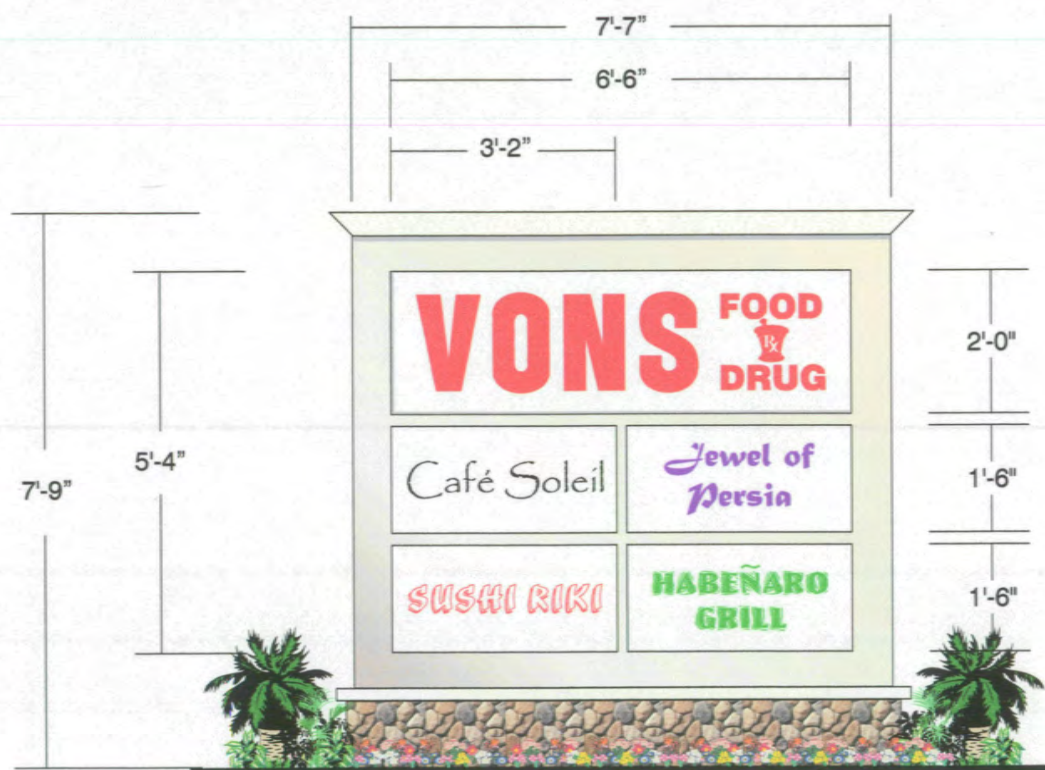 7'-7"
6'-6"
3'-2"
VONS
FOOD
Rx
DRUG
2'-0"
5'-4"
7'-9"
Café Soleil
Jewel of
Persia
1'-6"
SUSHI RIKI
HABEÑARO
GRILL
1'-6"